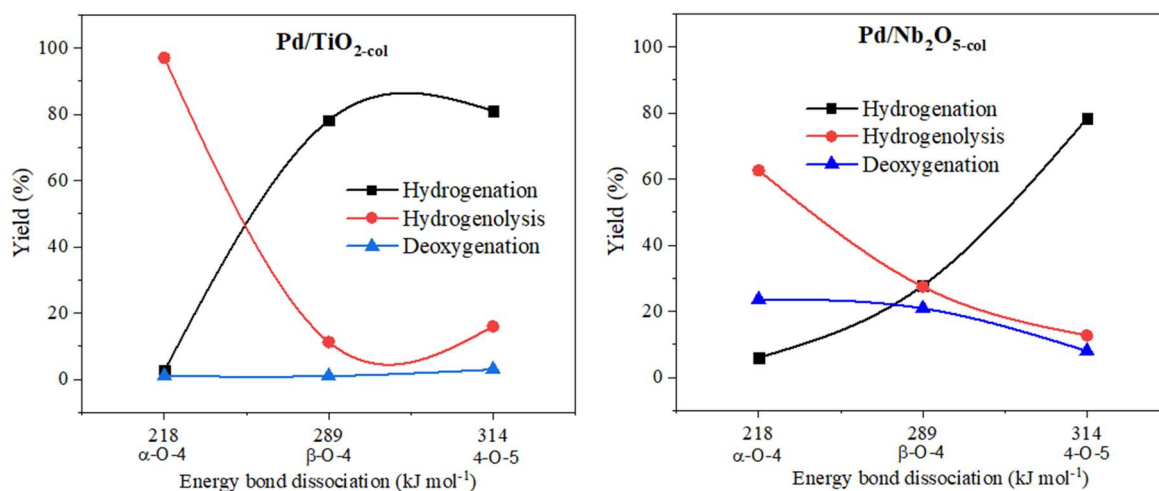 Pd/TiO2-col
100
80
60
40
20
0
Yield (%)
Hydrogenation
Hydrogenolysis
Deoxygenation
218
289
314
α-O-4
β-O-4
4-O-5
Energy bond dissociation (kJ mol⁻¹)
Pd/Nb2O5-col
100
80
60
40
20
0
Yield (%)
Hydrogenation
Hydrogenolysis
Deoxygenation
218
289
314
α-O-4
β-O-4
4-O-5
Energy bond dissociation (kJ mol⁻¹)